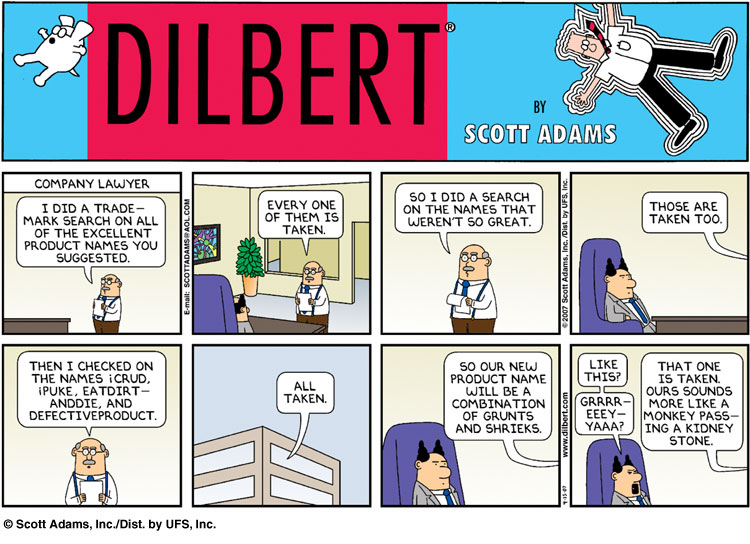 DILBERT®
BY
SCOTT ADAMS
COMPANY LAWYER
I DID A TRADE-
MARK SEARCH ON ALL
OF THE EXCELLENT
PRODUCT NAMES YOU
SUGGESTED.
E-mail: SCOTTADAMS@AOL.COM
EVERY ONE
OF THEM IS
TAKEN.
SO I DID A SEARCH
ON THE NAMES THAT
WEREN'T SO GREAT.
©2007 Scott Adams, Inc./Dist. by UFS, Inc.
THOSE ARE
TAKEN TOO.
THEN I CHECKED ON
THE NAMES iCRUD,
iPUKE, EATDIRT-
ANDDIE, AND
DEFECTIVEPRODUCT.
ALL
TAKEN.
SO OUR NEW
PRODUCT NAME
WILL BE A
COMBINATION
OF GRUNTS
AND SHRIEKS.
www.dilbert.com
9-15-07
LIKE
THIS?
GRRRR-
EEEY-
YAAA?
THAT ONE
IS TAKEN.
OURS SOUNDS
MORE LIKE A
MONKEY PASS-
ING A KIDNEY
STONE.
© Scott Adams, Inc./Dist. by UFS, Inc.